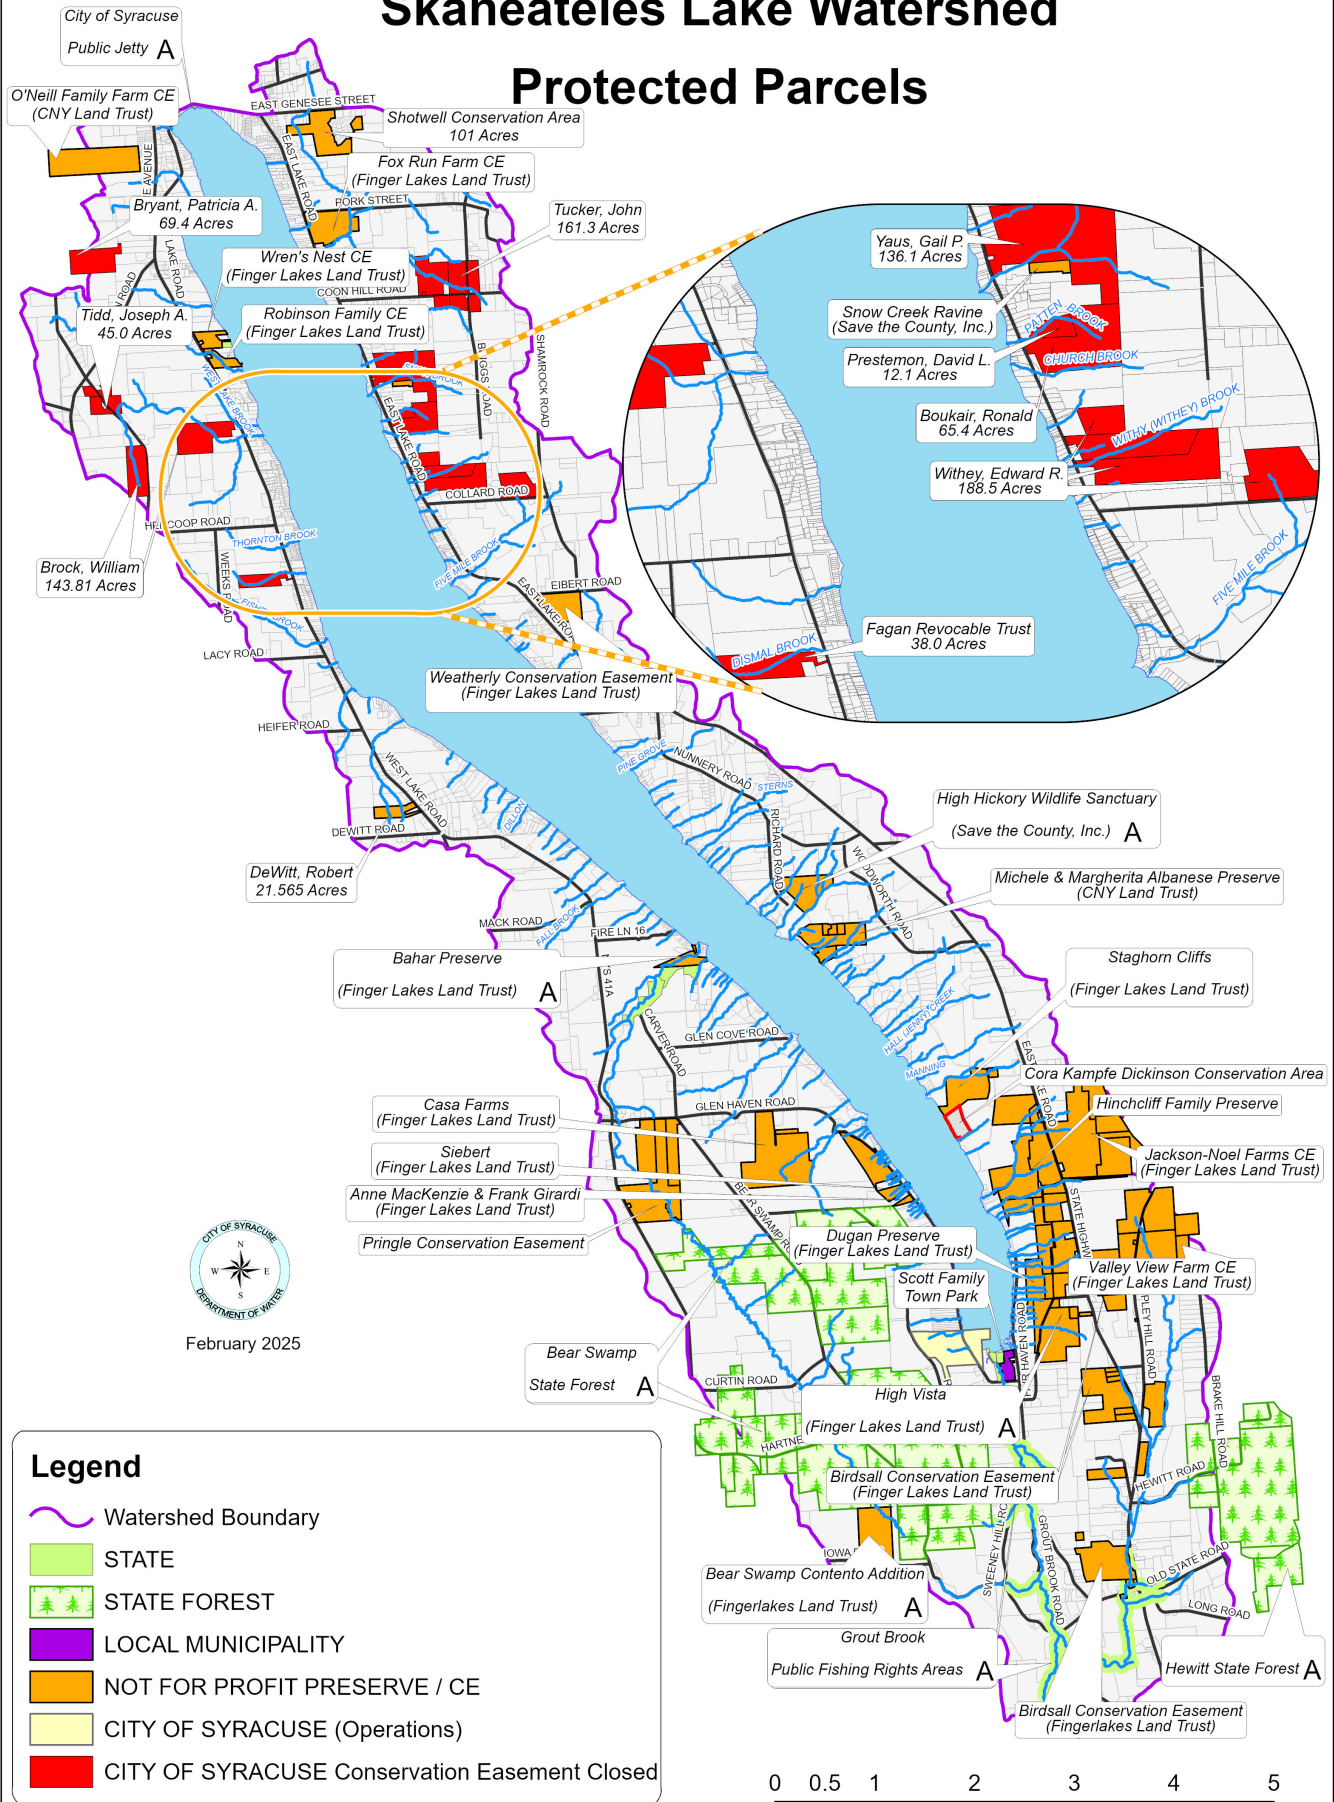 Skaneateles Lake Watershed
Protected Parcels
City of Syracuse
Public Jetty A
O'Neill Family Farm CE
(CNY Land Trust)
EAST GENESEE STREET
Shotwell Conservation Area
101 Acres
Fox Run Farm CE
(Finger Lakes Land Trust)
E AVENUE
EAST LAKE ROAD
PORK STREET
Bryant, Patricia A.
69.4 Acres
Tucker, John
161.3 Acres
LAKE ROAD
Wren's Nest CE
(Finger Lakes Land Trust)
COON HILL ROAD
N ROAD
Tidd, Joseph A.
45.0 Acres
Robinson Family CE
(Finger Lakes Land Trust)
SHAMROCK ROAD
EAST LAKE ROAD
COLLARD ROAD
HENCOOP ROAD
THORNTON BROOK
WEEKS ROAD
FIVE MILE BROOK
Brock, William
143.81 Acres
EIBERT ROAD
LACY ROAD
Yaus, Gail P.
136.1 Acres
Snow Creek Ravine
(Save the County, Inc.)
PATTEN BROOK
Prestemon, David L.
12.1 Acres
CHURCH BROOK
Boukair, Ronald
65.4 Acres
WITHY (WITHEY) BROOK
Withey, Edward R.
188.5 Acres
FIVE MILE BROOK
Fagan Revocable Trust
38.0 Acres
DISMAL BROOK
Weatherly Conservation Easement
(Finger Lakes Land Trust)
HEIFER ROAD
PINE GROVE
NUNNERY ROAD
STERNS
WEST LAKE ROAD
DILLON
RICHARD ROAD
DEWITT ROAD
WOODWORTH ROAD
High Hickory Wildlife Sanctuary
(Save the County, Inc.) A
DeWitt, Robert
21.565 Acres
Michele & Margherita Albanese Preserve
(CNY Land Trust)
MACK ROAD
FALL BROOK
FIRE LN 16
Bahar Preserve
(Finger Lakes Land Trust) A
Staghorn Cliffs
(Finger Lakes Land Trust)
S 41A
CARVER ROAD
GLEN COVE ROAD
HALL (JENNY) CREEK
MANNING
Cora Kampfe Dickinson Conservation Area
Casa Farms
(Finger Lakes Land Trust)
GLEN HAVEN ROAD
Hinchcliff Family Preserve
Siebert
(Finger Lakes Land Trust)
Jackson-Noel Farms CE
(Finger Lakes Land Trust)
Anne MacKenzie & Frank Girardi
(Finger Lakes Land Trust)
Pringle Conservation Easement
Dugan Preserve
(Finger Lakes Land Trust)
Valley View Farm CE
(Finger Lakes Land Trust)
Scott Family
Town Park
CITY OF SYRACUSE
N
W E
S
DEPARTMENT OF WATER
February 2025
Bear Swamp
State Forest A
CURTIN ROAD
High Vista
(Finger Lakes Land Trust) A
BRAKE HILL ROAD
HARTNE
Birdsall Conservation Easement
(Finger Lakes Land Trust)
HEWITT ROAD
IOWA
SWEENEY HILL RO
GROUT BROOK ROAD
OLD STATE ROAD
LONG ROAD
Bear Swamp Contento Addition
(Fingerlakes Land Trust) A
Grout Brook
Public Fishing Rights Areas A
Hewitt State Forest A
Birdsall Conservation Easement
(Fingerlakes Land Trust)
Legend
Watershed Boundary
STATE
STATE FOREST
LOCAL MUNICIPALITY
NOT FOR PROFIT PRESERVE / CE
CITY OF SYRACUSE (Operations)
CITY OF SYRACUSE Conservation Easement Closed
0 0.5 1 2 3 4 5